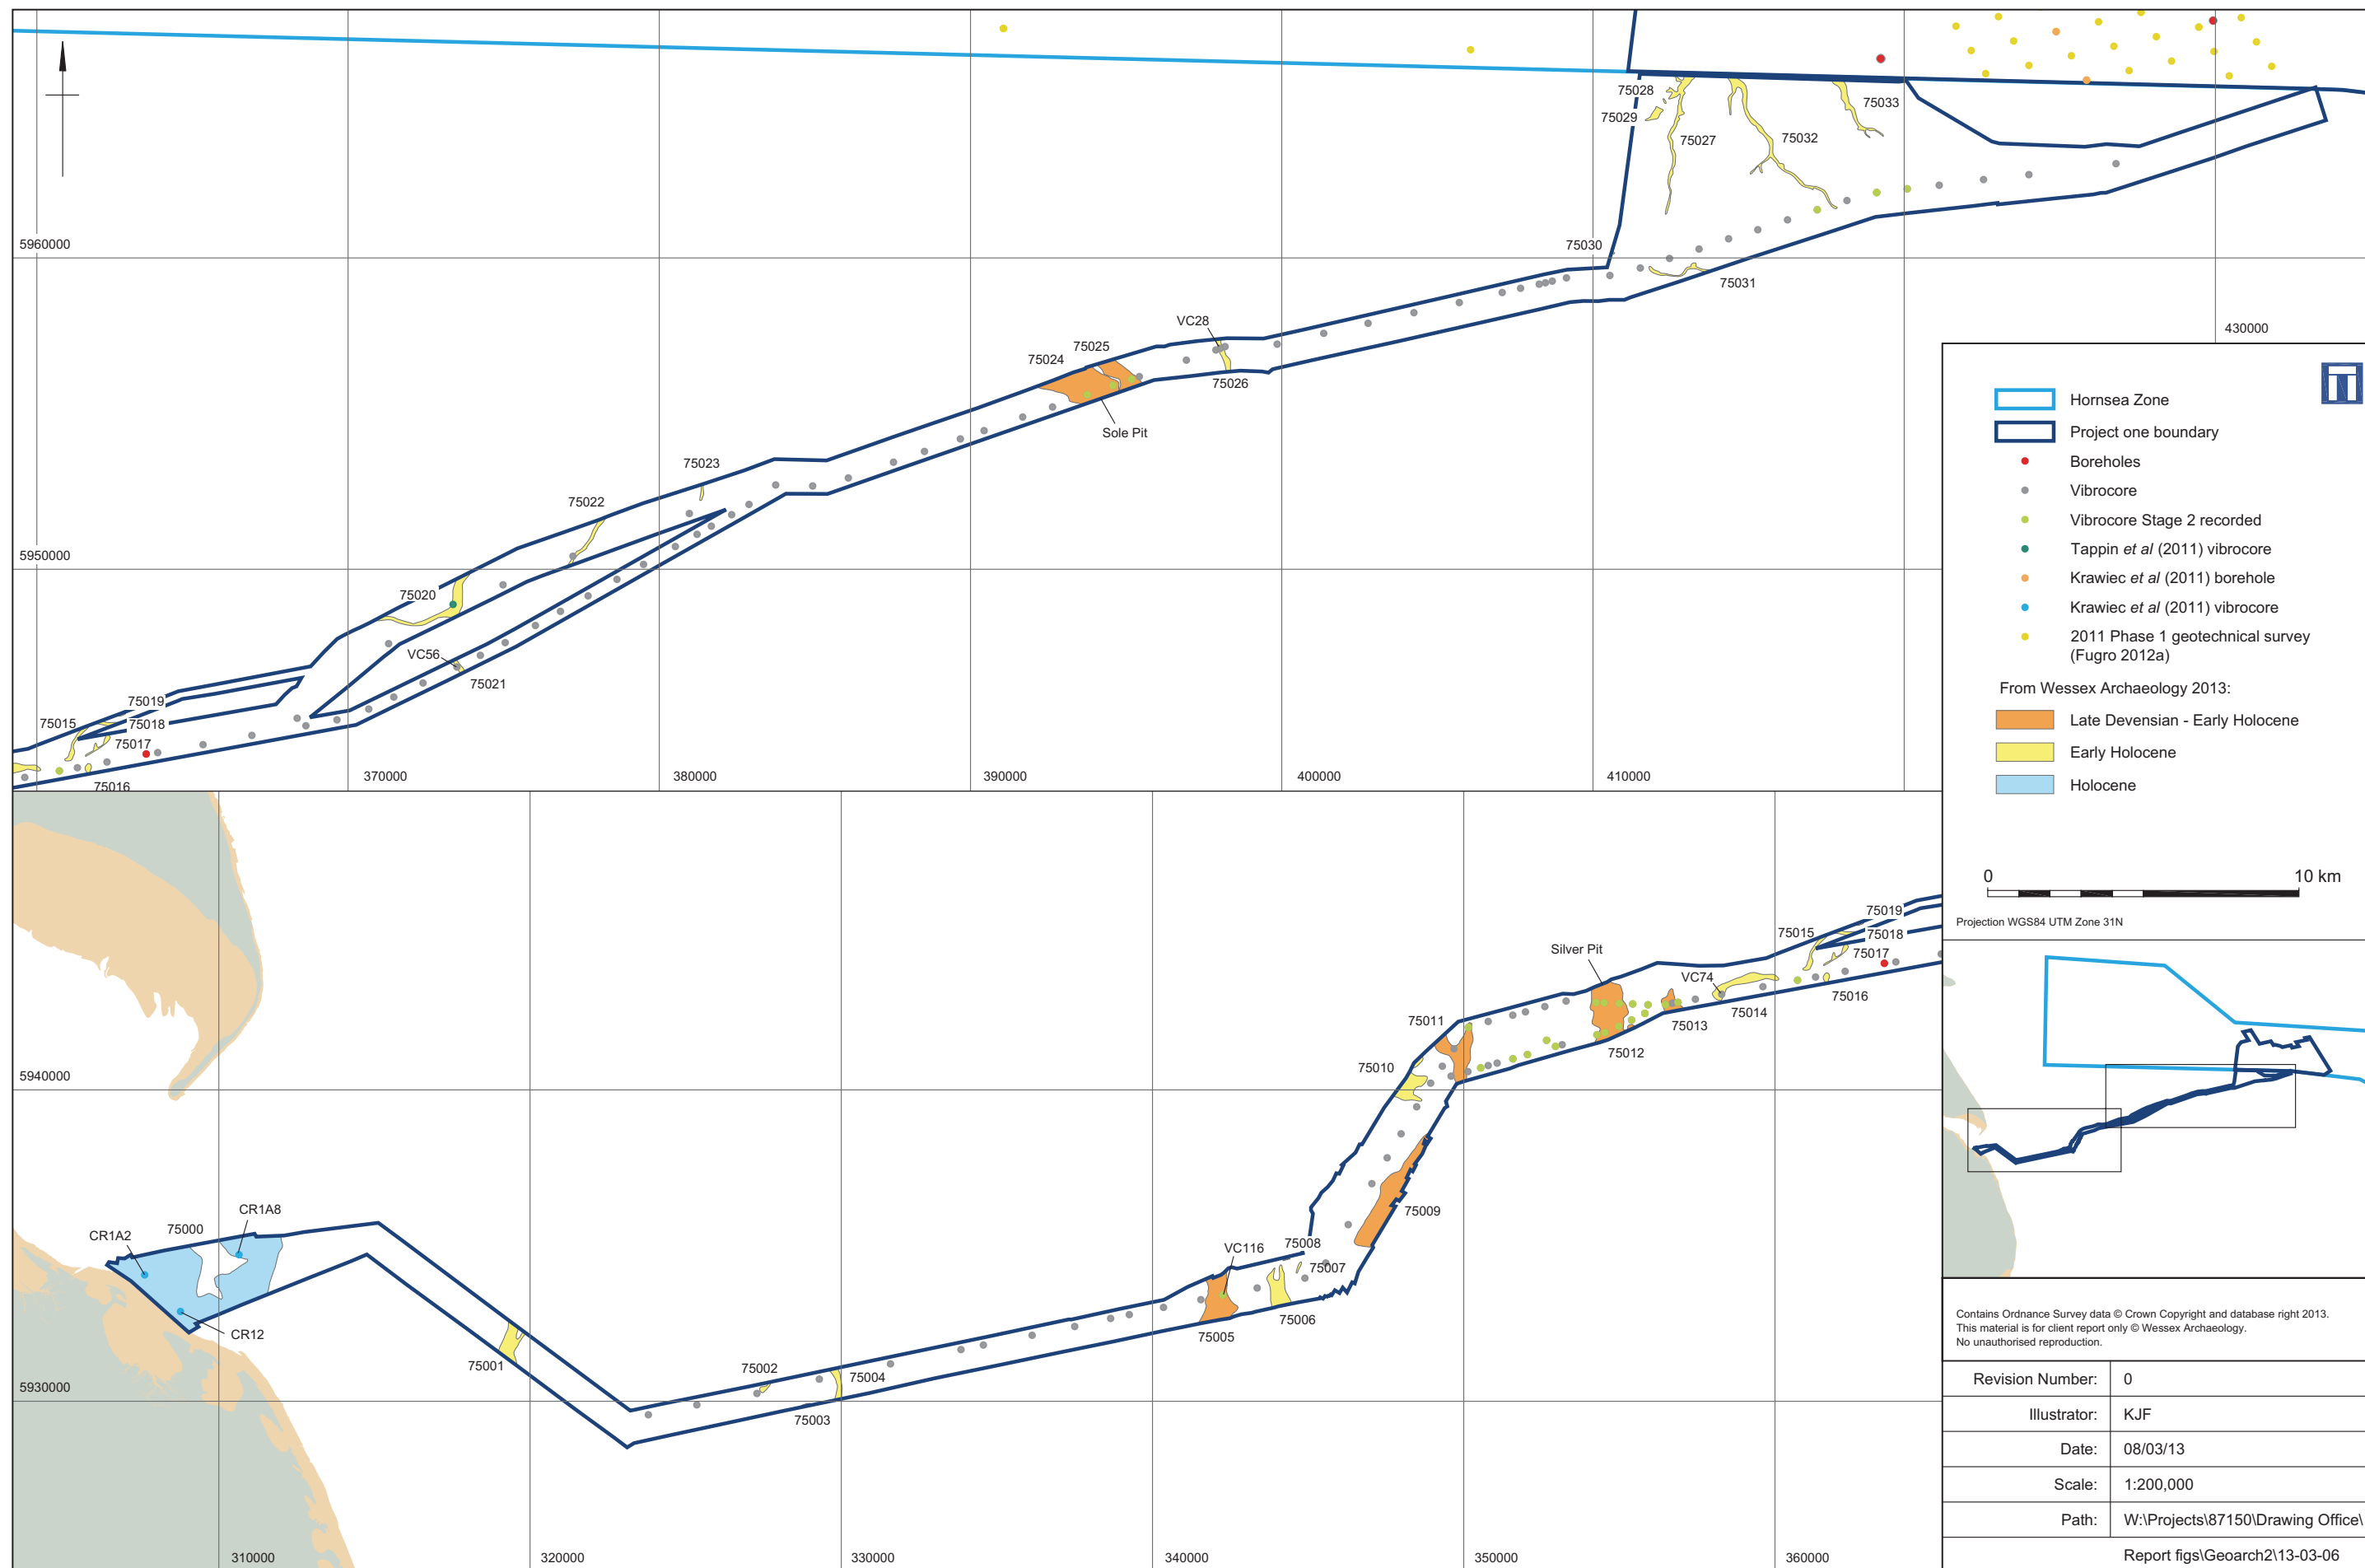 75028
75029
75033
75027
75032
5960000
75030
75031
430000
VC28
75025
75024
75026
Sole Pit
75023
75022
5950000
75020
VC56
75021
75019
75015
75018
75017
75016
370000
380000
390000
400000
410000
Hornsea Zone
Project one boundary
Boreholes
Vibrocore
Vibrocore Stage 2 recorded
Tappin et al (2011) vibrocore
Krawiec et al (2011) borehole
Krawiec et al (2011) vibrocore
2011 Phase 1 geotechnical survey
(Fugro 2012a)
From Wessex Archaeology 2013:
Late Devensian - Early Holocene
Early Holocene
Holocene
0 10 km
Projection WGS84 UTM Zone 31N
75019
75015
75018
75017
75016
Silver Pit
VC74
75014
75013
75012
75011
75010
5940000
75009
CR1A8
75000
CR1A2
CR12
VC116
75008
75007
75006
75005
75001
75002
75004
75003
5930000
310000
320000
330000
340000
350000
360000
Contains Ordnance Survey data © Crown Copyright and database right 2013.
This material is for client report only © Wessex Archaeology.
No unauthorised reproduction.
Revision Number: 0
Illustrator: KJF
Date: 08/03/13
Scale: 1:200,000
Path: W:\Projects\87150\Drawing Office\
Report figs\Geoarch2\13-03-06